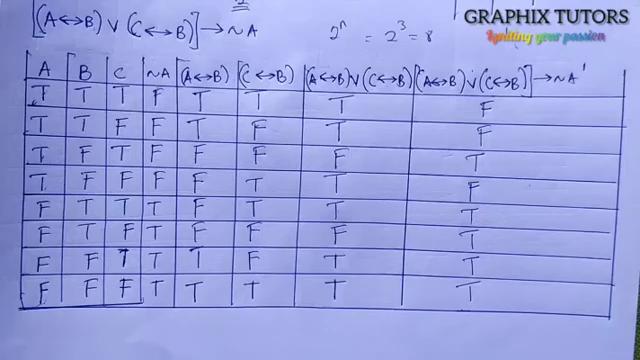 GRAPHIX TUTORS
Igniting your passion
[(A↔B) ∨ (C↔B)] → ~A 2ⁿ = 2³ = 8
A B C ~A (A↔B) (C↔B) (A↔B)∨(C↔B) [(A↔B) ∨ (C↔B)] → ~A
T T T F T T T F
T T F F T F T F
T F T F F F F T
T F F F F T T F
F T T T F T T T
F T F T F F F T
F F T T T F T T
F F F T T T T T